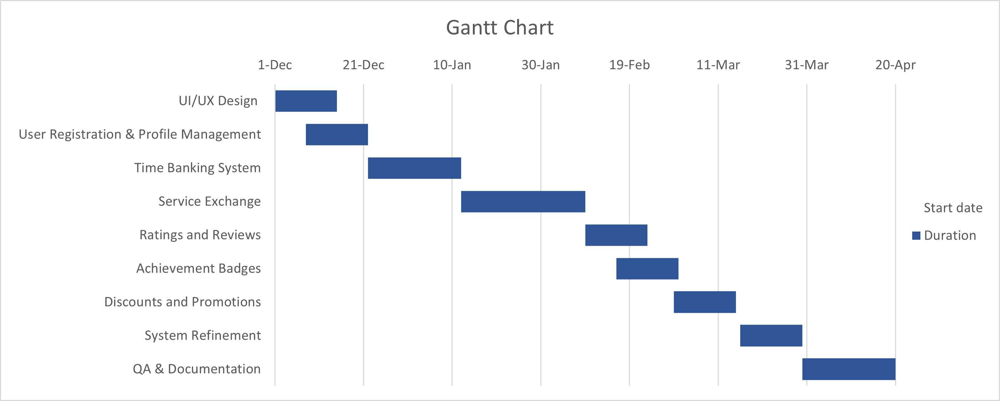 Gantt Chart
1-Dec 21-Dec 10-Jan 30-Jan 19-Feb 11-Mar 31-Mar 20-Apr
UI/UX Design
User Registration & Profile Management
Time Banking System
Service Exchange
Ratings and Reviews
Achievement Badges
Discounts and Promotions
System Refinement
QA & Documentation
Start date
Duration